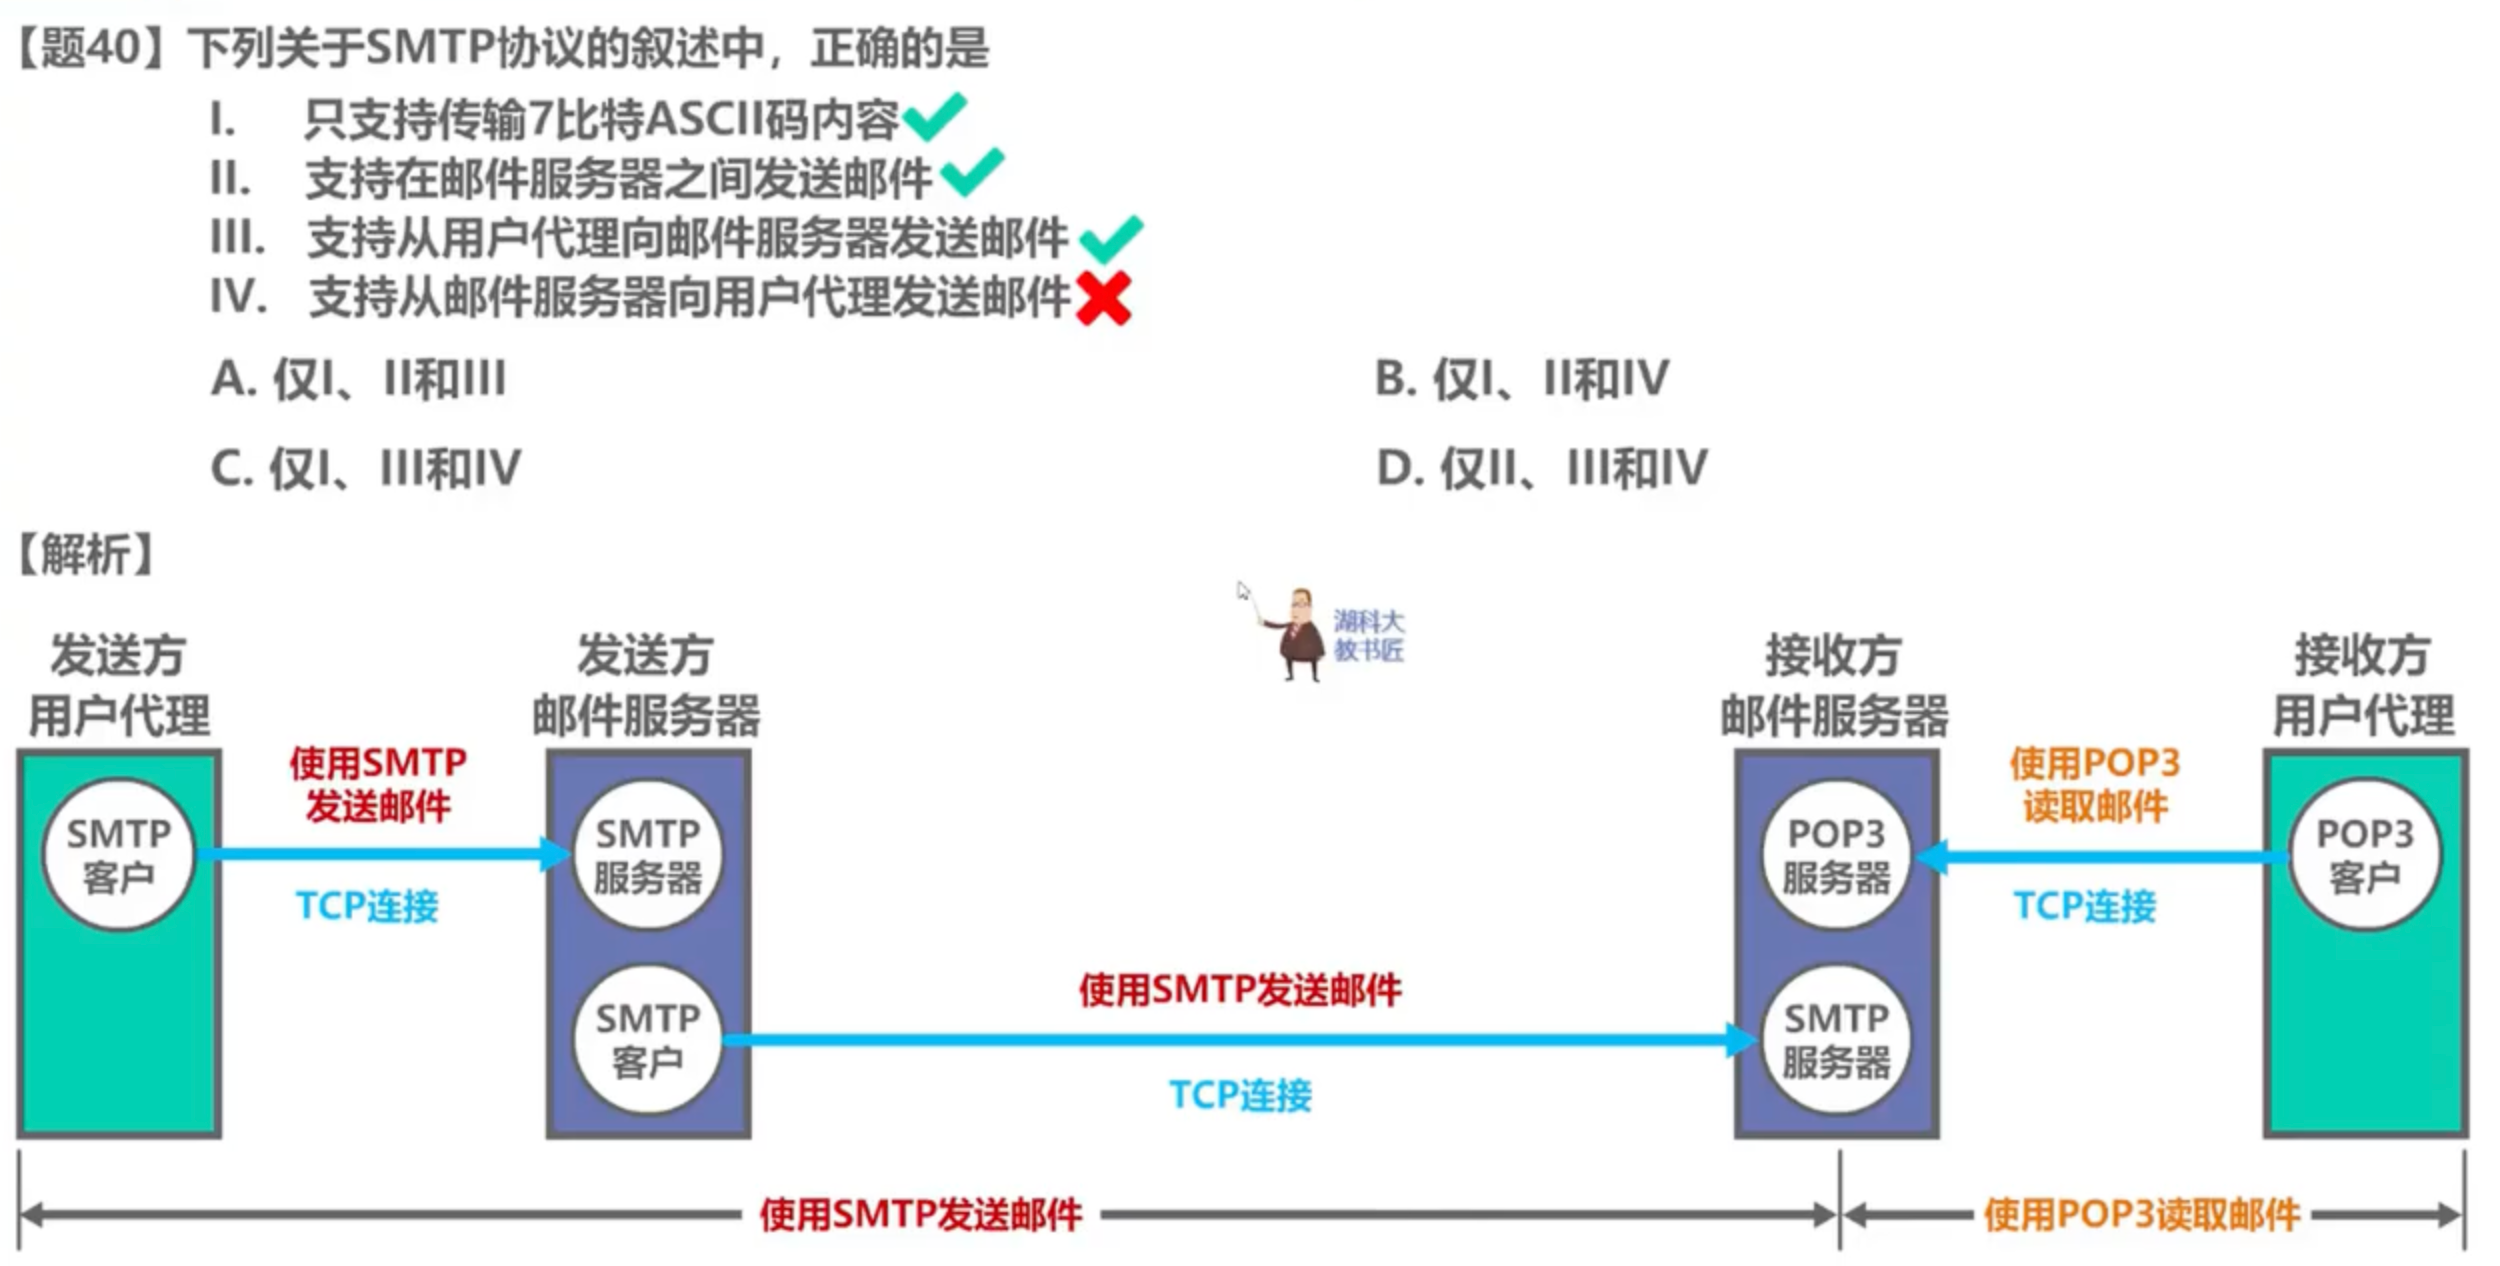 【题40】下列关于SMTP协议的叙述中，正确的是
I. 只支持传输7比特ASCII码内容
II. 支持在邮件服务器之间发送邮件
III. 支持从用户代理向邮件服务器发送邮件
IV. 支持从邮件服务器向用户代理发送邮件
A. 仅I、II和III
B. 仅I、II和IV
C. 仅I、III和IV
D. 仅II、III和IV
【解析】
湖科大
教书匠
发送方
用户代理
发送方
邮件服务器
接收方
邮件服务器
接收方
用户代理
使用SMTP
发送邮件
使用POP3
读取邮件
SMTP
客户
SMTP
服务器
POP3
服务器
POP3
客户
TCP连接
TCP连接
使用SMTP发送邮件
SMTP
客户
SMTP
服务器
TCP连接
使用SMTP发送邮件
使用POP3读取邮件